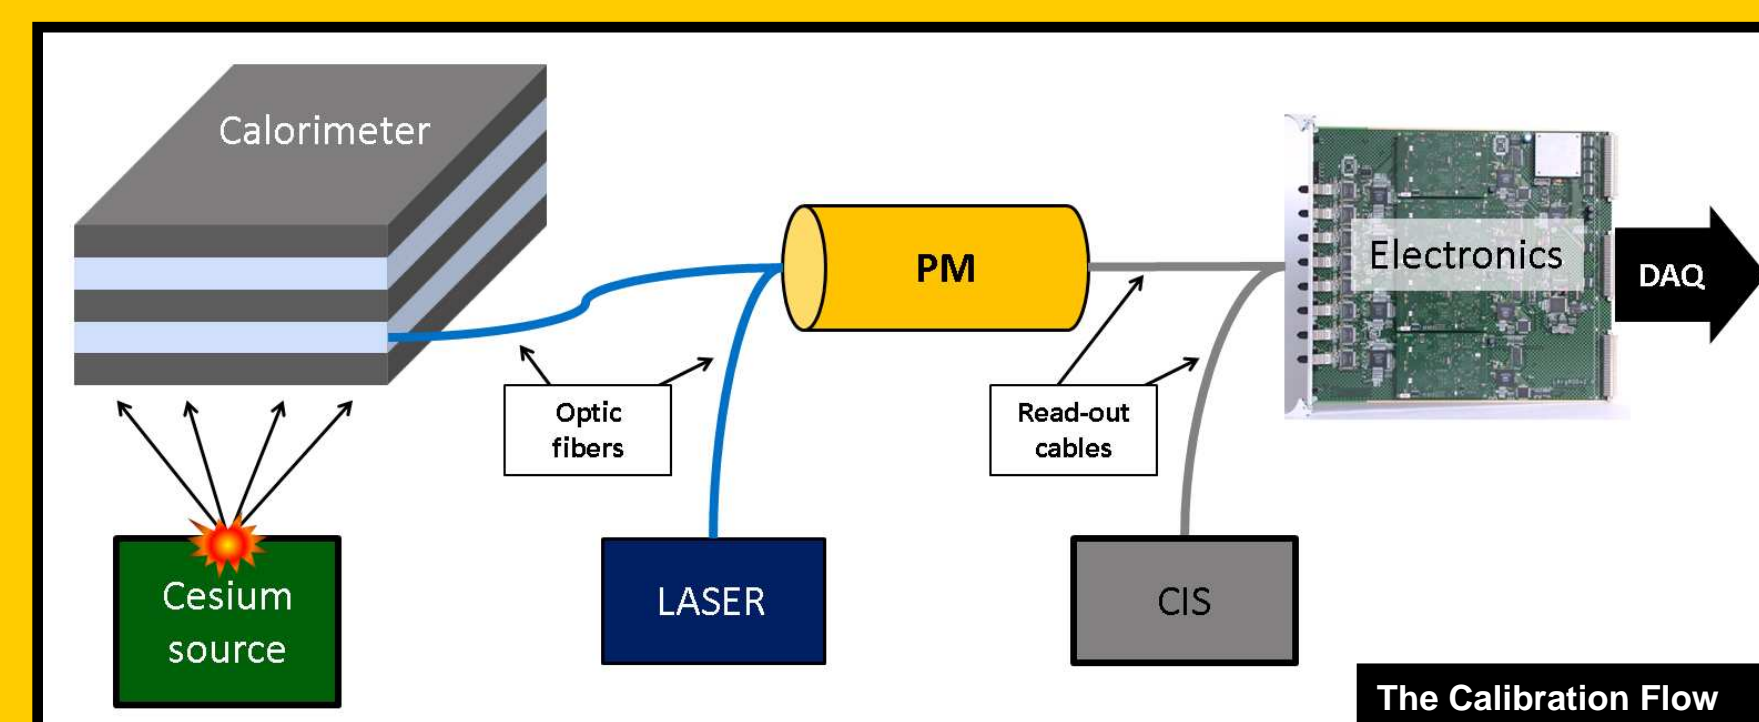 Calorimeter
PM
Electronics
DAQ
Optic
fibers
Read-out
cables
Cesium
source
LASER
CIS
The Calibration Flow